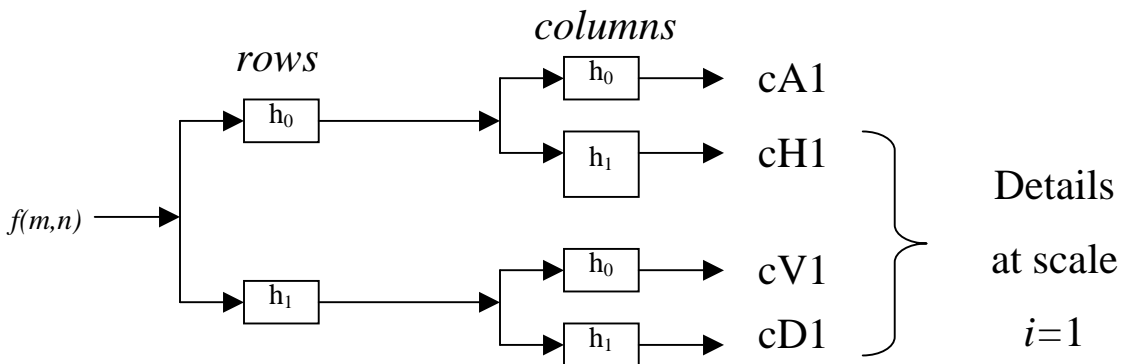 columns
rows
h₀
cA1
h₀
h₁
cH1
Details
f(m,n)
at scale
h₀
cV1
h₁
h₁
cD1
i=1